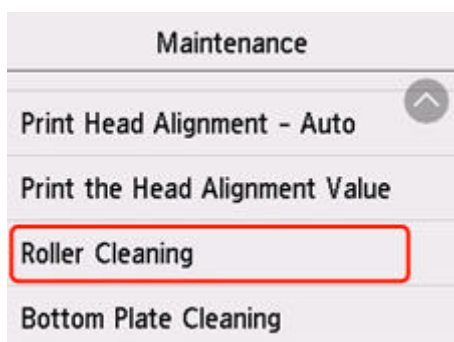 Maintenance
Print Head Alignment - Auto
Print the Head Alignment Value
Roller Cleaning
Bottom Plate Cleaning